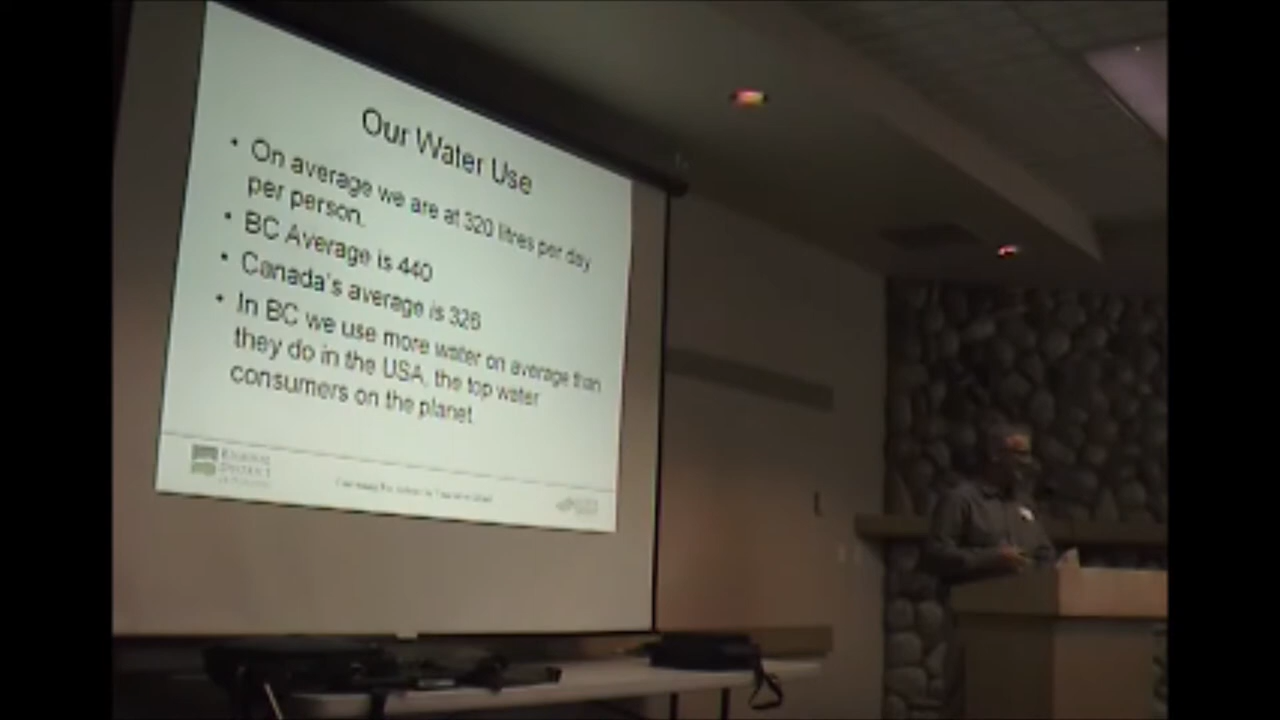 Our Water Use
• On average we are at 320 litres per day
per person.
• BC Average is 440
• Canada's average is 326
• In BC we use more water on average than
they do in the USA, the top water
consumers on the planet.
REGIONAL
DISTRICT